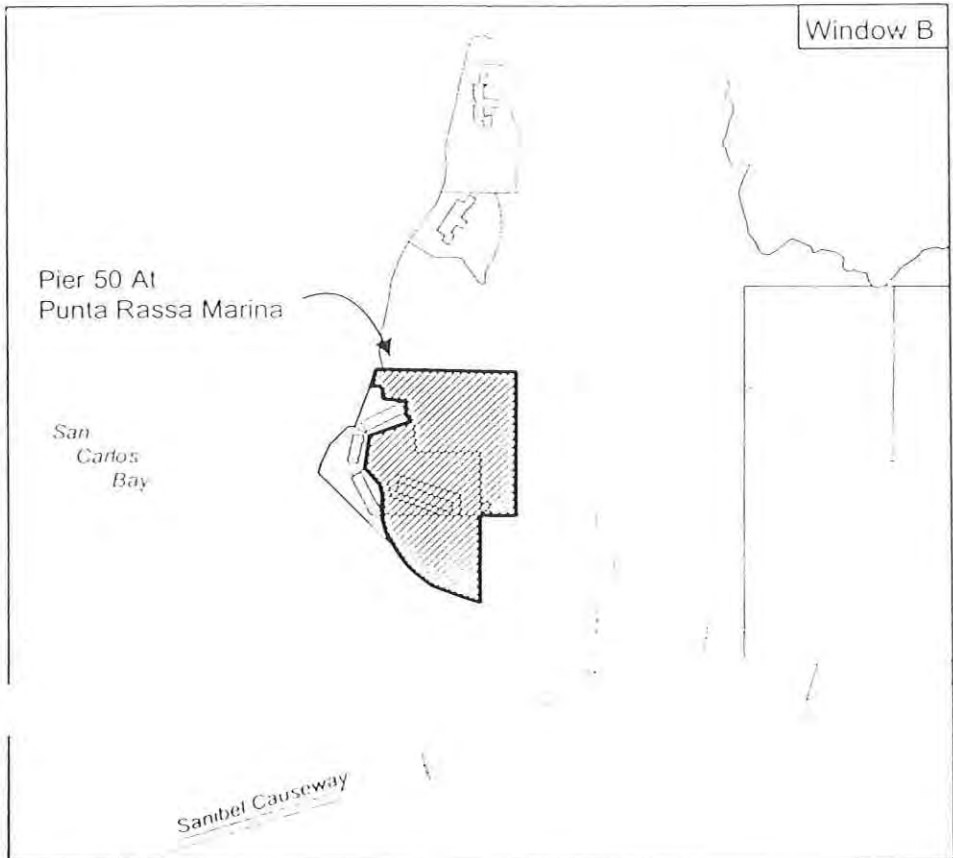 Window B
Pier 50 At
Punta Rassa Marina
San
Carlos
Bay
Sanibel Causeway